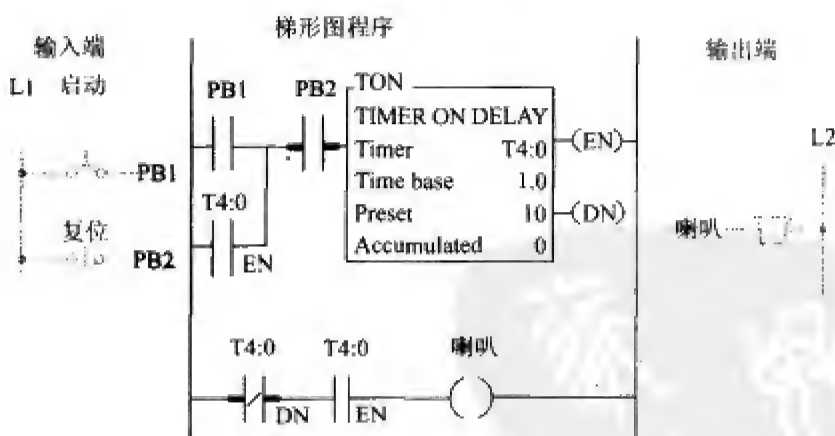 梯形图程序
输入端
输出端
L1 启动
PB1 PB2
TON
TIMER ON DELAY
Timer T4:0
(EN)
L2
PB1
Time base 1.0
T4:0
Preset 10
(DN)
复位
喇叭
PB2
EN
Accumulated 0
T4:0 T4:0 喇叭
DN EN